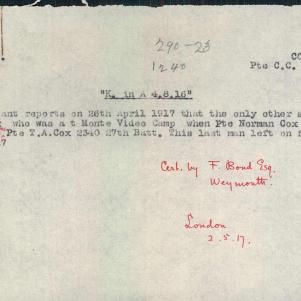 290-23
CO
1240
Pte C.C.
"K. in A 4.8.16"
ant reports on 26th April 1917 that the only other s
who was a t Monte Video Camp when Pte Norman Cox
Pte T.A.Cox 2340 27th Batt. This last man left on f
7
Cert. by F. Bond Esq.
Weymouth.
London
2.5.17.